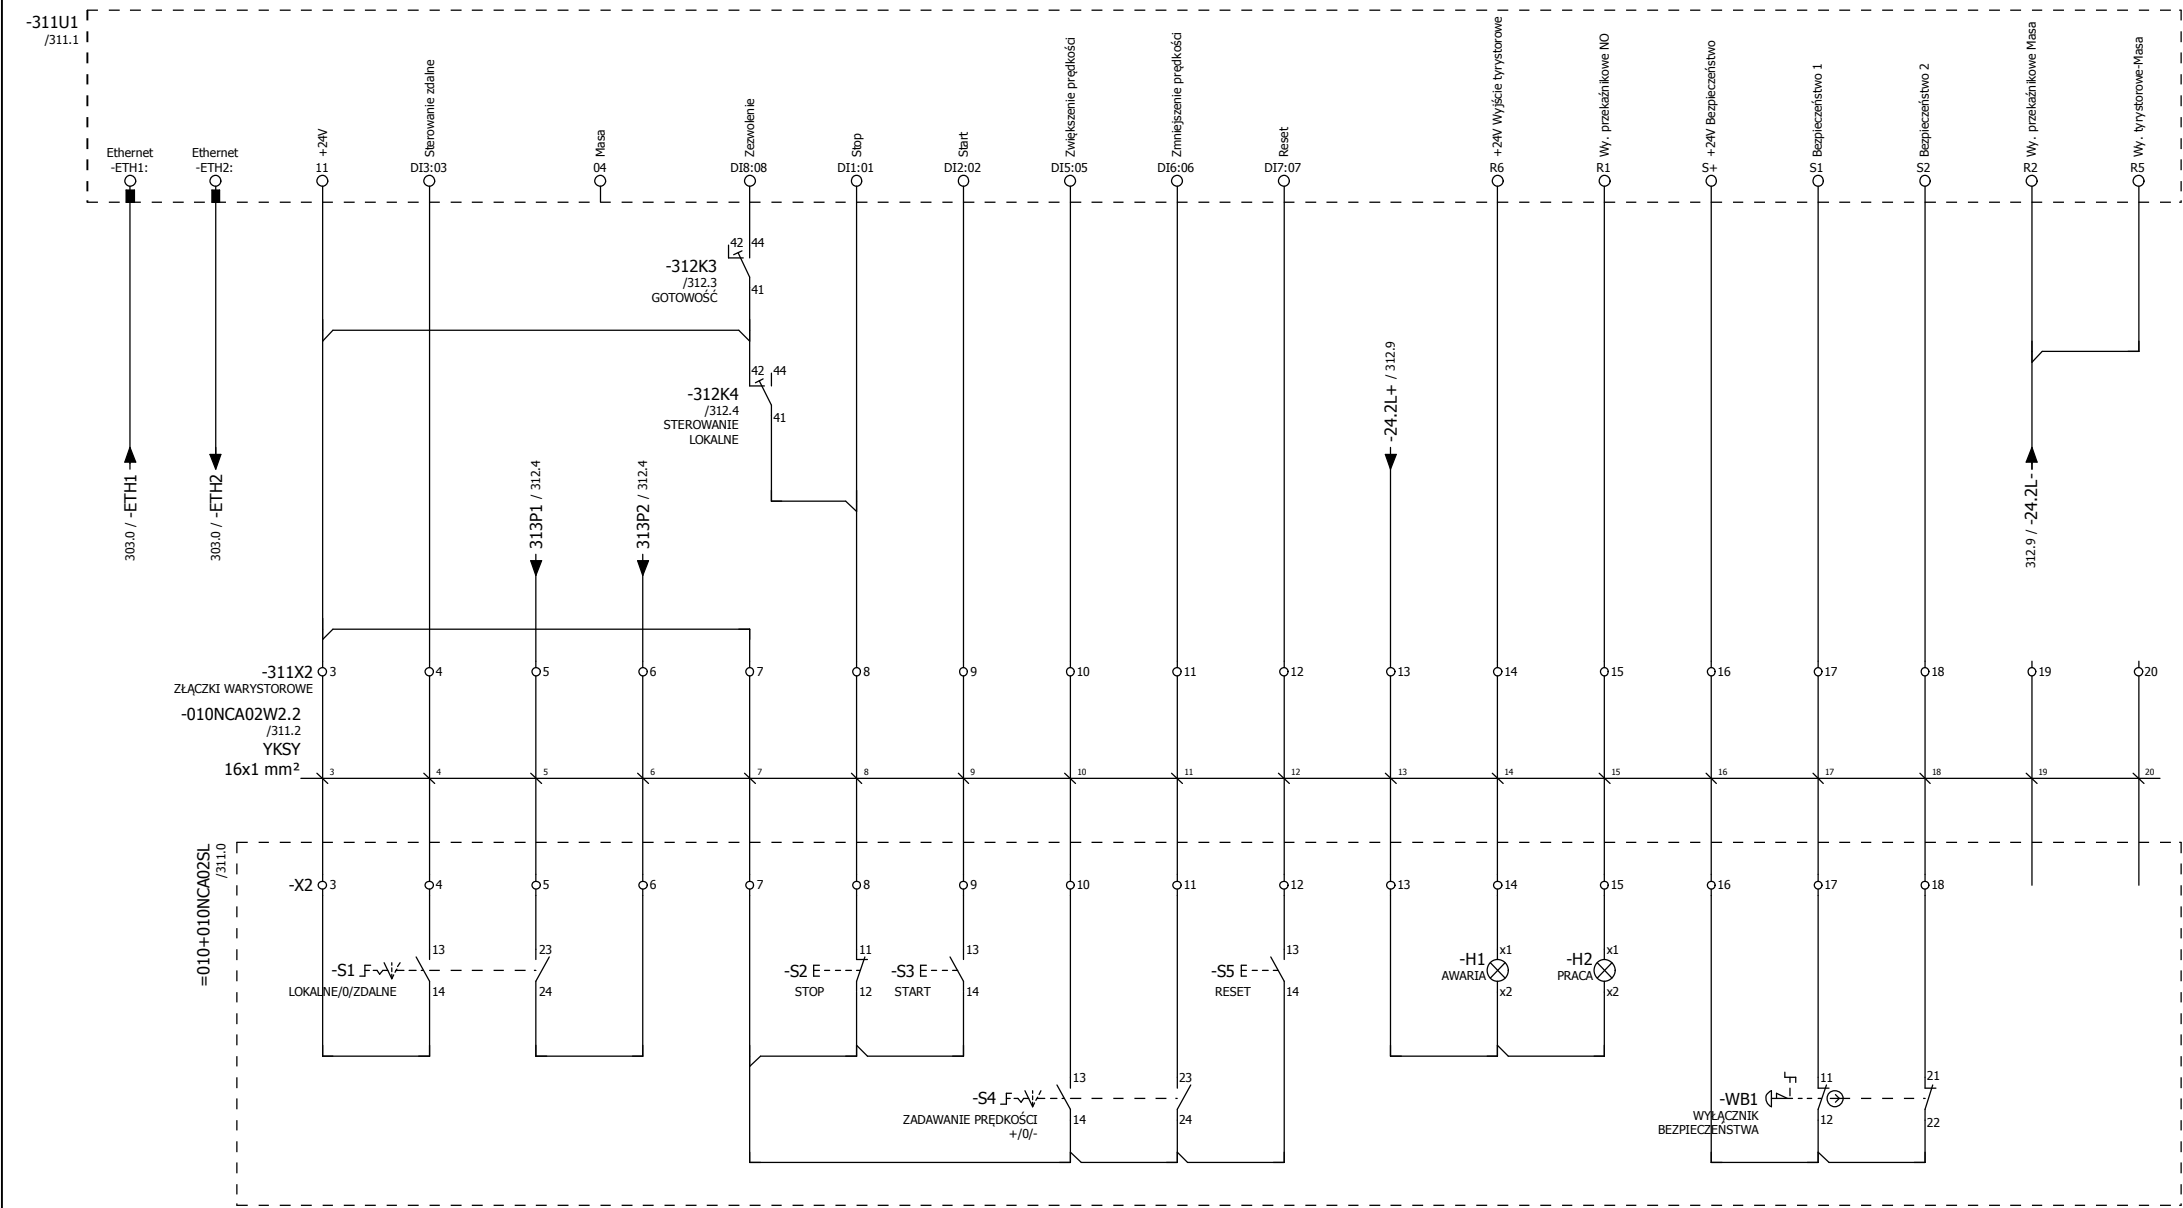 -311U1
/311.1
Ethernet
-ETH1:
Ethernet
-ETH2:
+24V
11
Sterowanie zdalne
DI3:03
Masa
04
Zezwolenie
DI8:08
Stop
DI1:01
Start
DI2:02
Zwiększenie prędkości
DI5:05
Zmniejszenie prędkości
DI6:06
Reset
DI7:07
+24V Wyjście tyrystorowe
R6
Wy. przekaźnikowe NO
R1
+24V Bezpieczeństwo
S+
Bezpieczeństwo 1
S1
Bezpieczeństwo 2
S2
Wy. przekaźnikowe Masa
R2
Wy. tyrystorowe-Masa
R5
42 44
-312K3
/312.3
GOTOWOŚĆ
41
42 44
-312K4
/312.4
STEROWANIE
LOKALNE
41
303.0 / -ETH1
303.0 / -ETH2
313P1 / 312.4
313P2 / 312.4
-24.2L+ / 312.9
312.9 / -24.2L-
-311X2 3 4 5 6 7 8 9 10 11 12 13 14 15 16 17 18 19 20
ZŁĄCZKI WARYSTOROWE
-010NCA02W2.2
/311.2
YKSY
16x1 mm²
3 4 5 6 7 8 9 10 11 12 13 14 15 16 17 18 19 20
=010+010NCA02SL
/311.0
-X2 3 4 5 6 7 8 9 10 11 12 13 14 15 16 17 18
-S1
LOKALNE/0/ZDALNE
13
14
23
24
-S2
STOP
11
12
-S3
START
13
14
-S5
RESET
13
14
-H1
AWARIA
x1
x2
-H2
PRACA
x1
x2
-S4
ZADAWANIE PRĘDKOŚCI
+/0/-
13
14
23
24
-WB1
WYŁĄCZNIK
BEZPIECZEŃSTWA
11
12
21
22